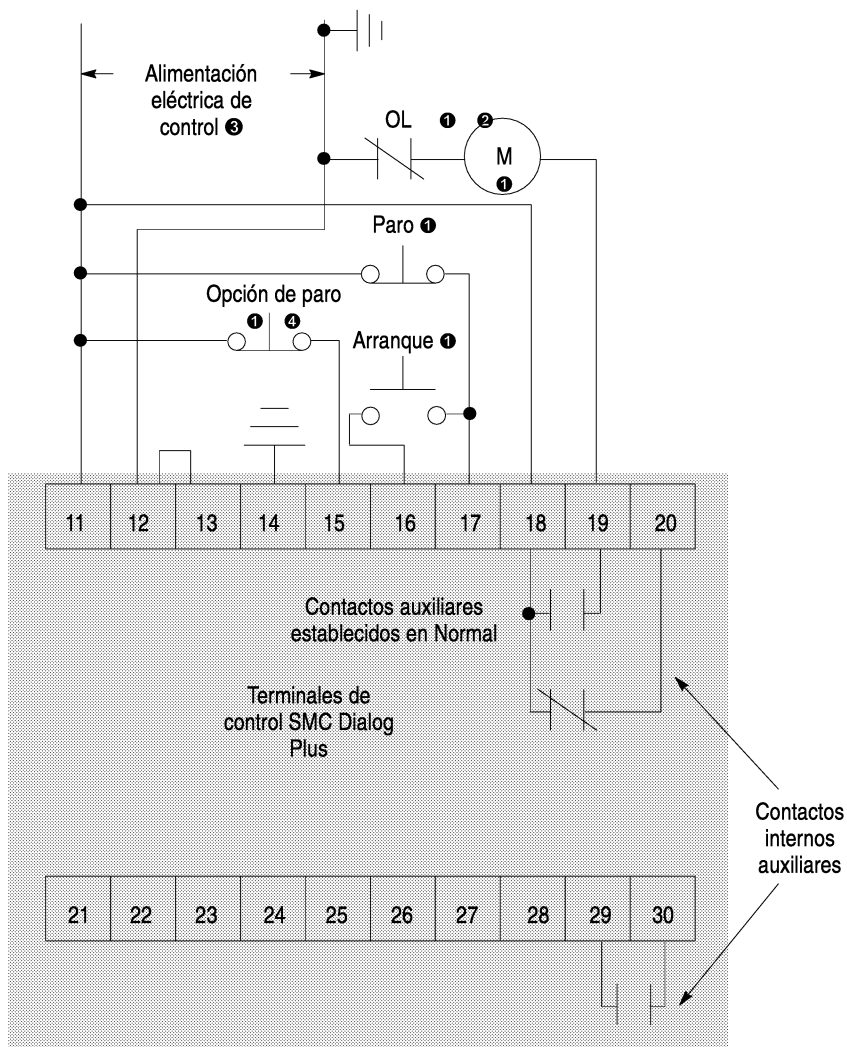 Alimentación
eléctrica de
control ❸
OL ❶ ❷
M
❶
Paro ❶
Opción de paro
❶ ❹
Arranque ❶
11 12 13 14 15 16 17 18 19 20
Contactos auxiliares
establecidos en Normal
Terminales de
control SMC Dialog
Plus
Contactos
internos
auxiliares
21 22 23 24 25 26 27 28 29 30